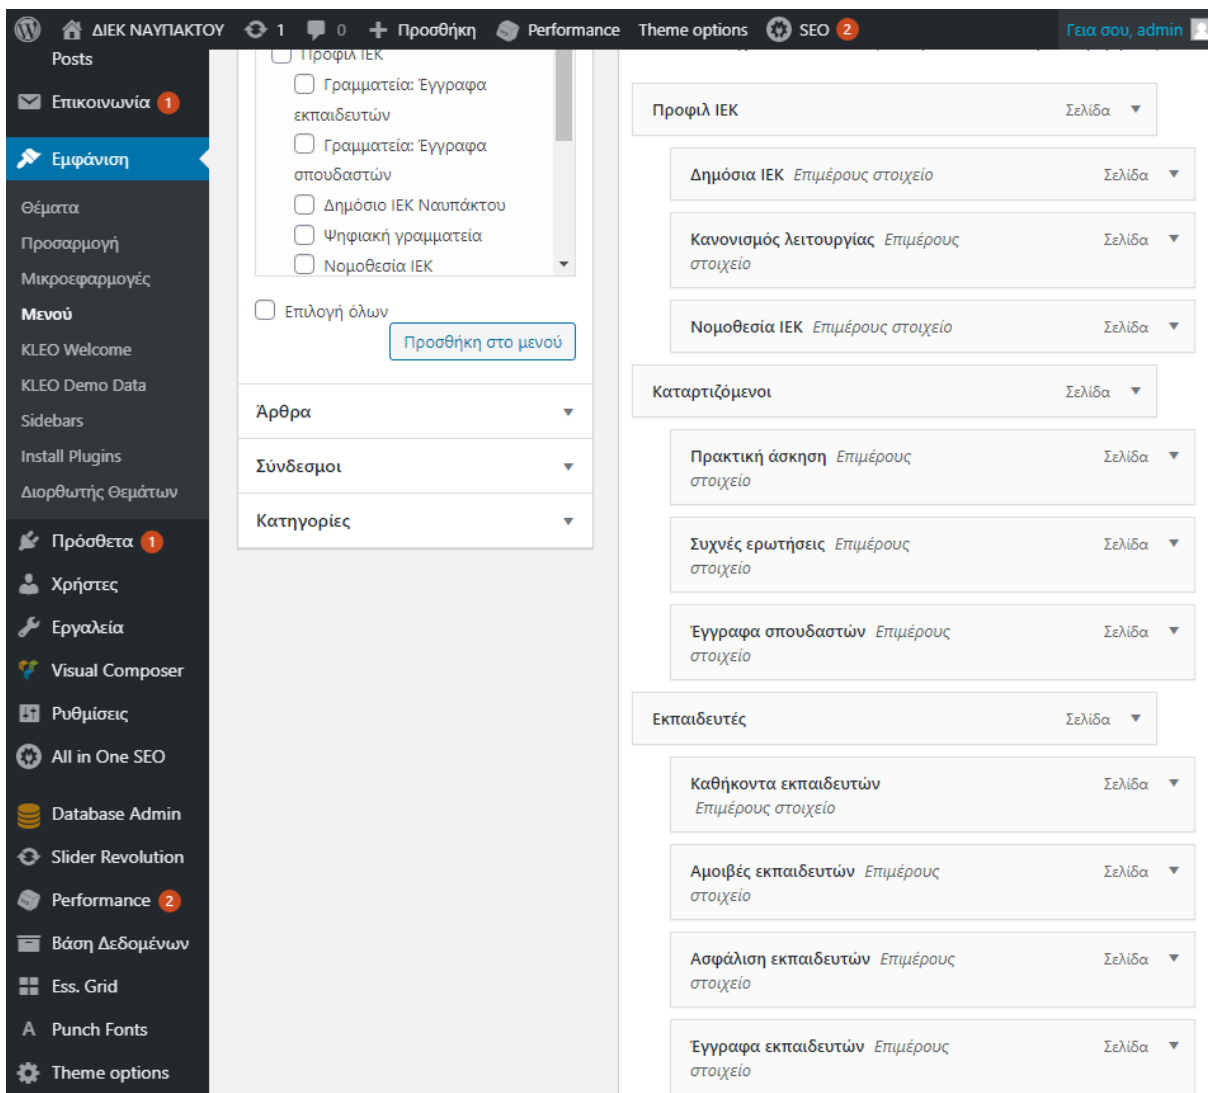 ΔΙΕΚ ΝΑΥΠΑΚΤΟΥ 1 0 Προσθήκη Performance Theme options SEO 2 Γεια σου, admin
Posts
Επικοινωνία 1
Εμφάνιση
Θέματα
Προσαρμογή
Μικροεφαρμογές
Μενού
KLEO Welcome
KLEO Demo Data
Sidebars
Install Plugins
Διορθωτής Θεμάτων
Πρόσθετα 1
Χρήστες
Εργαλεία
Visual Composer
Ρυθμίσεις
All in One SEO
Database Admin
Slider Revolution
Performance 2
Βάση Δεδομένων
Ess. Grid
Punch Fonts
Theme options
Προφιλ ΙΕΚ
Γραμματεία: Έγγραφα
εκπαιδευτών
Γραμματεία: Έγγραφα
σπουδαστών
Δημόσιο ΙΕΚ Ναυπάκτου
Ψηφιακή γραμματεία
Νομοθεσία ΙΕΚ
Επιλογή όλων
Προσθήκη στο μενού
Άρθρα
Σύνδεσμοι
Κατηγορίες
Προφιλ ΙΕΚ Σελίδα
Δημόσια ΙΕΚ Επιμέρους στοιχείο Σελίδα
Κανονισμός λειτουργίας Επιμέρους Σελίδα
στοιχείο
Νομοθεσία ΙΕΚ Επιμέρους στοιχείο Σελίδα
Καταρτιζόμενοι Σελίδα
Πρακτική άσκηση Επιμέρους Σελίδα
στοιχείο
Συχνές ερωτήσεις Επιμέρους Σελίδα
στοιχείο
Έγγραφα σπουδαστών Επιμέρους Σελίδα
στοιχείο
Εκπαιδευτές Σελίδα
Καθήκοντα εκπαιδευτών Σελίδα
Επιμέρους στοιχείο
Αμοιβές εκπαιδευτών Επιμέρους Σελίδα
στοιχείο
Ασφάλιση εκπαιδευτών Επιμέρους Σελίδα
στοιχείο
Έγγραφα εκπαιδευτών Επιμέρους Σελίδα
στοιχείο